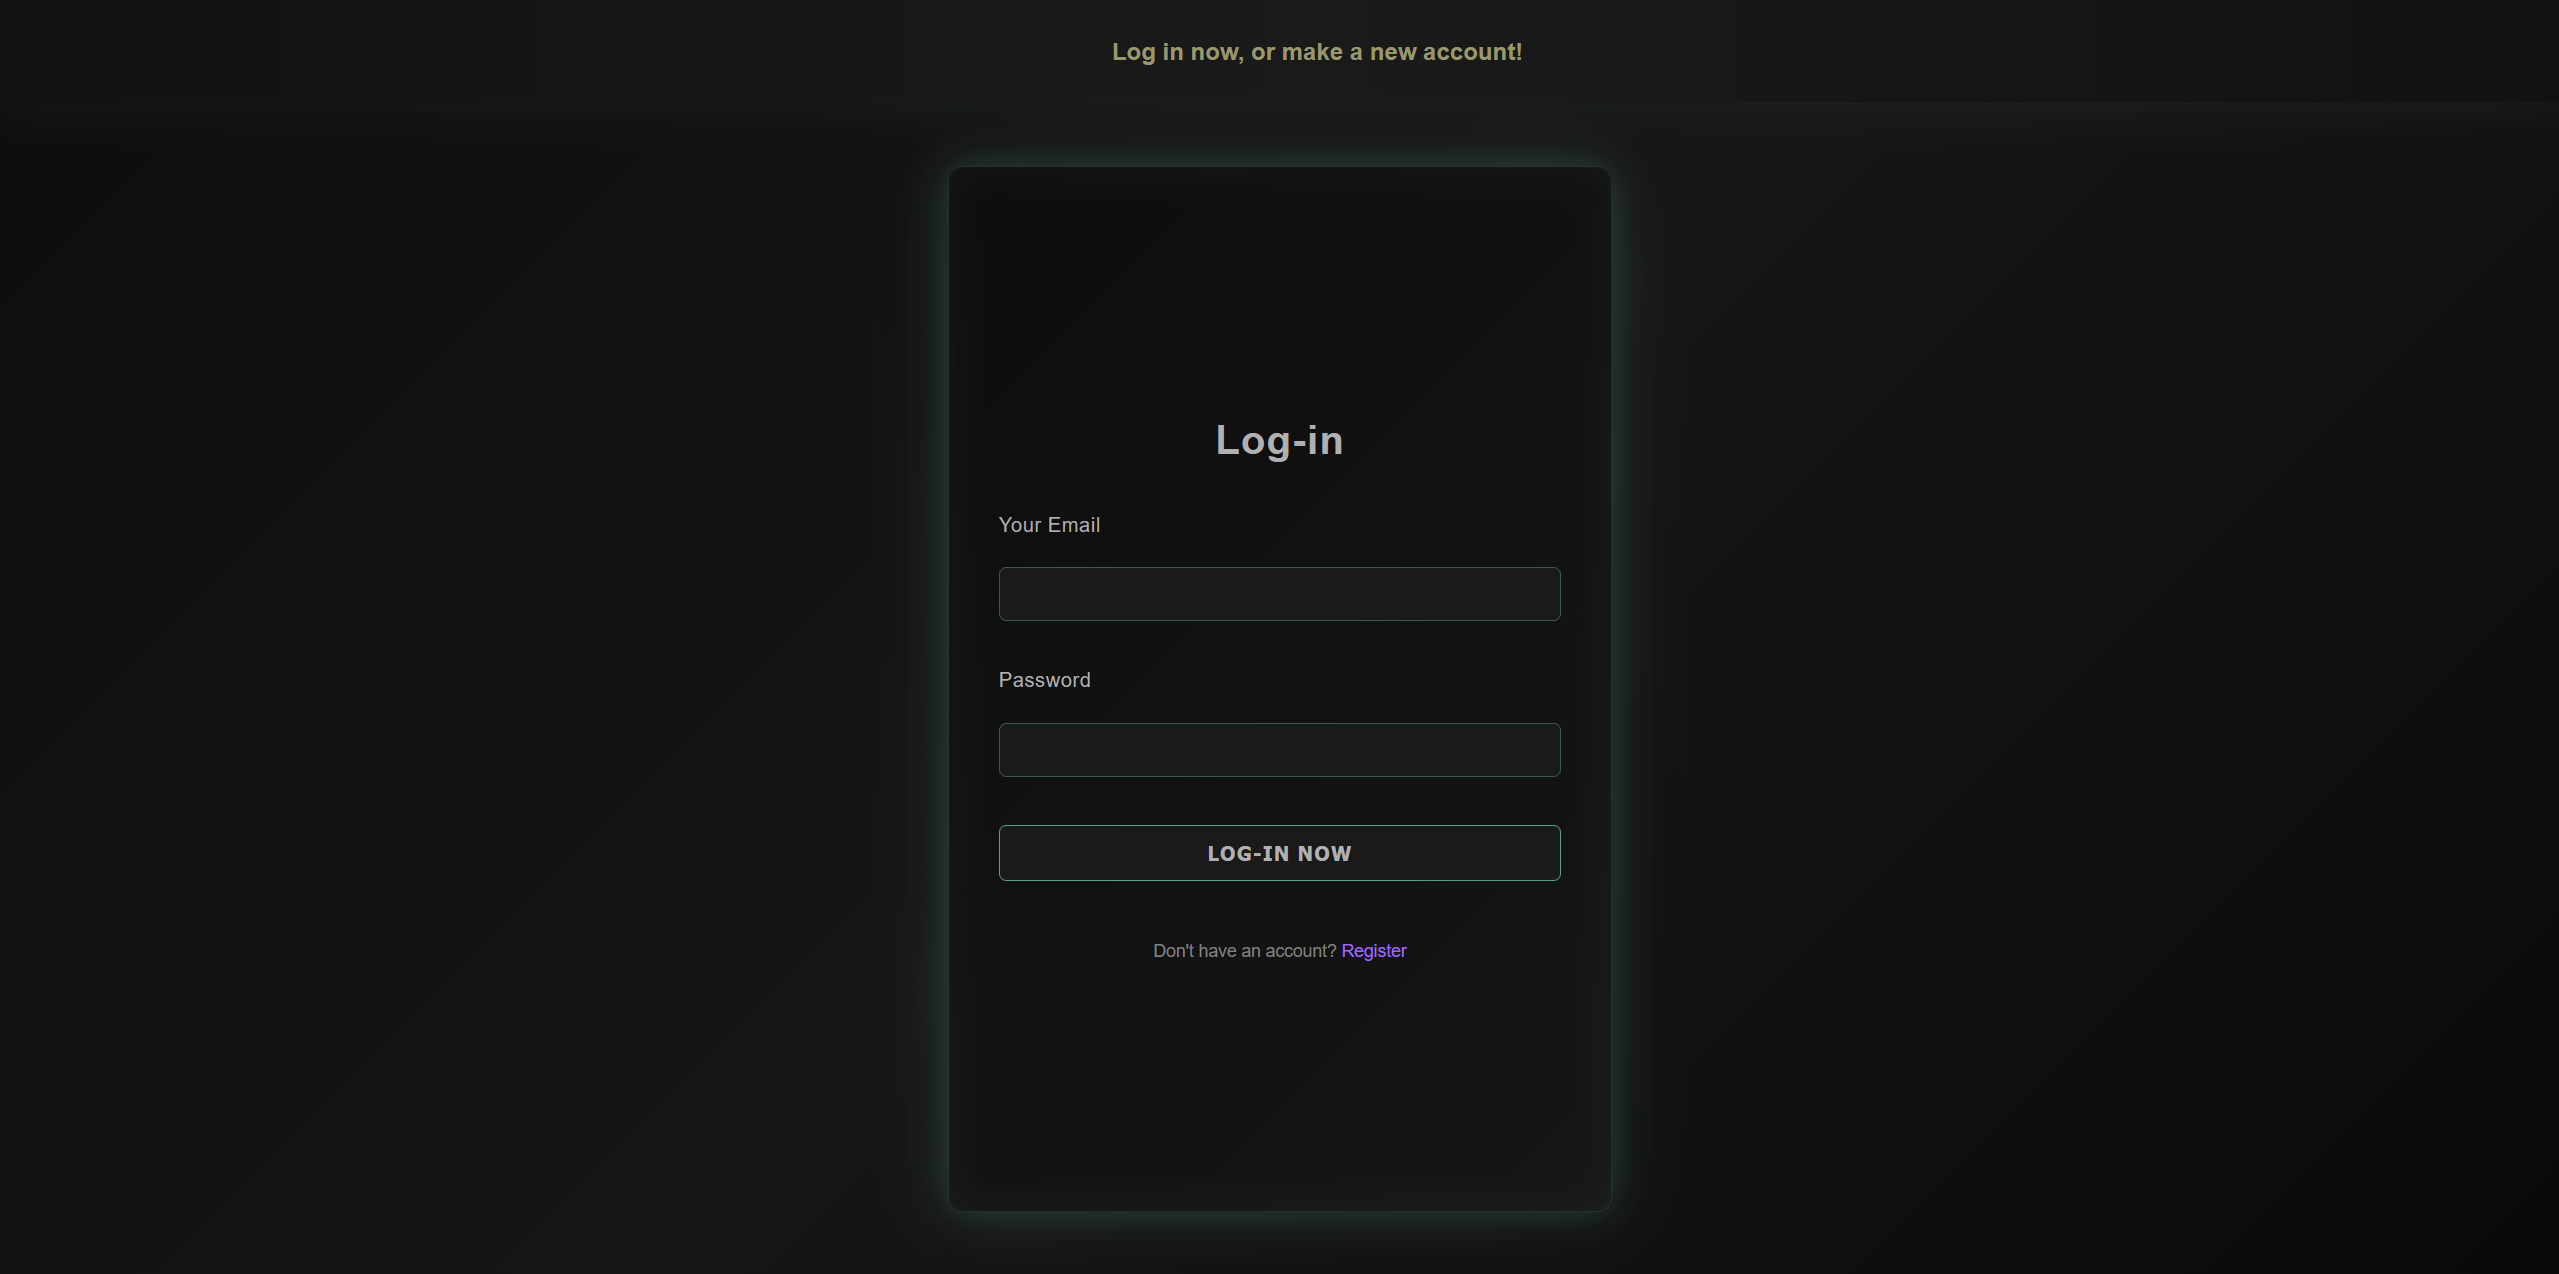 Log in now, or make a new account!
Log-in
Your Email
Password
LOG-IN NOW
Don't have an account? Register